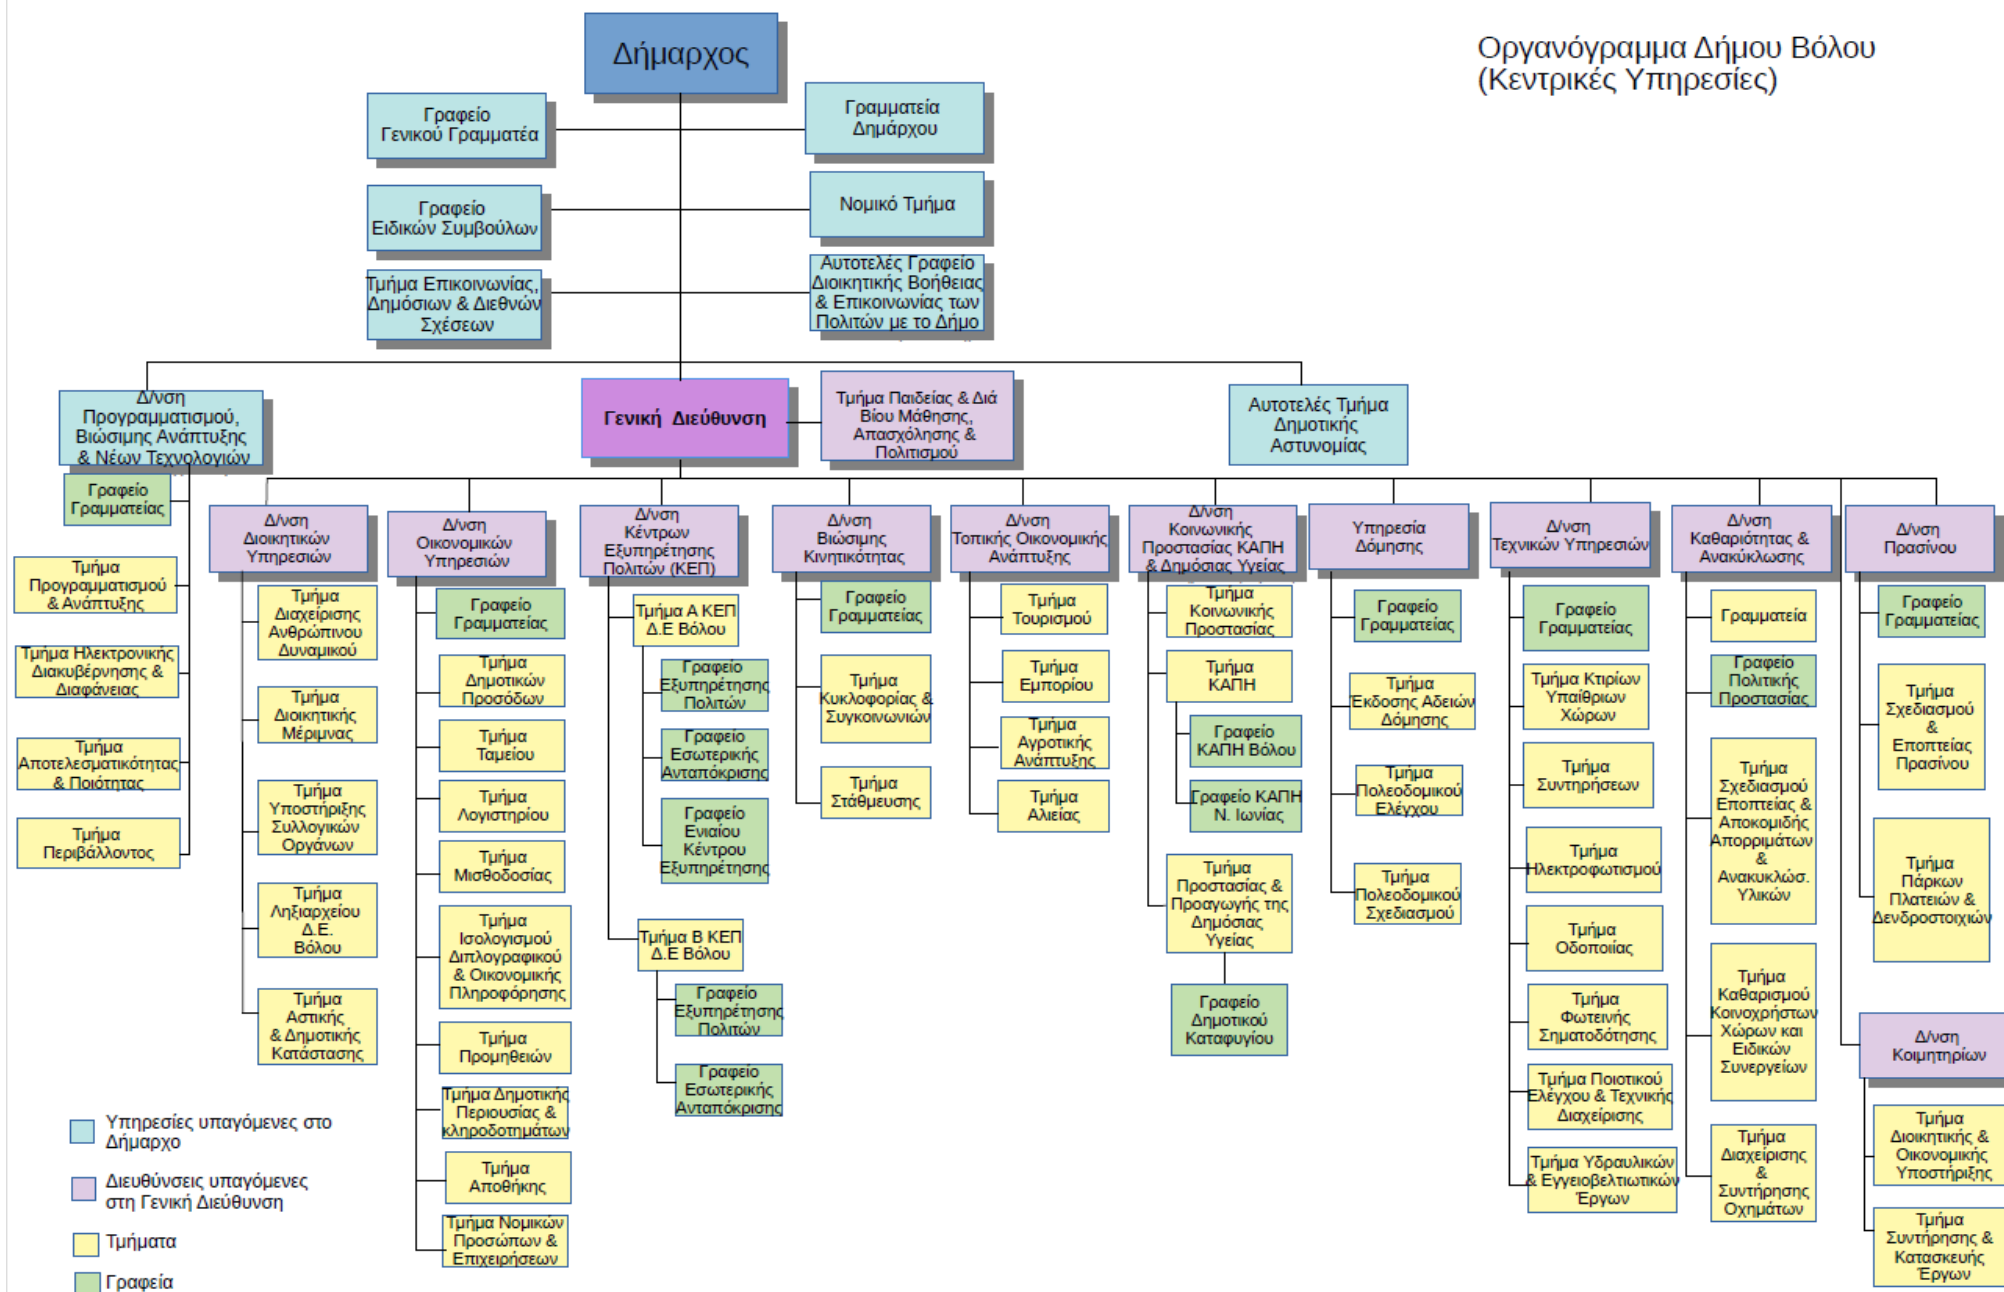 Δήμαρχος
Οργανόγραμμα Δήμου Βόλου
(Κεντρικές Υπηρεσίες)
Γραφείο
Γενικού Γραμματέα
Γραμματεία
Δημάρχου
Γραφείο
Ειδικών Συμβούλων
Νομικό Τμήμα
Τμήμα Επικοινωνίας,
Δημόσιων & Διεθνών
Σχέσεων
Αυτοτελές Γραφείο
Διοικητικής Βοήθειας
& Επικοινωνίας των
Πολιτών με το Δήμο
Δ/νση
Προγραμματισμού,
Βιώσιμης Ανάπτυξης
& Νέων Τεχνολογιών
Γενική Διεύθυνση
Τμήμα Παιδείας & Διά
Βίου Μάθησης,
Απασχόλησης &
Πολιτισμού
Αυτοτελές Τμήμα
Δημοτικής
Αστυνομίας
Γραφείο
Γραμματείας
Τμήμα
Προγραμματισμού
& Ανάπτυξης
Τμήμα Ηλεκτρονικής
Διακυβέρνησης &
Διαφάνειας
Τμήμα
Αποτελεσματικότητας
& Ποιότητας
Τμήμα
Περιβάλλοντος
Δ/νση
Διοικητικών
Υπηρεσιών
Τμήμα
Διαχείρισης
Ανθρώπινου
Δυναμικού
Τμήμα
Διοικητικής
Μέριμνας
Τμήμα
Υποστήριξης
Συλλογικών
Οργάνων
Τμήμα
Ληξιαρχείου
Δ.Ε.
Βόλου
Τμήμα
Αστικής
& Δημοτικής
Κατάστασης
Δ/νση
Οικονομικών
Υπηρεσιών
Γραφείο
Γραμματείας
Τμήμα
Δημοτικών
Προσόδων
Τμήμα
Ταμείου
Τμήμα
Λογιστηρίου
Τμήμα
Μισθοδοσίας
Τμήμα
Ισολογισμού
Διπλογραφικού
& Οικονομικής
Πληροφόρησης
Τμήμα
Προμηθειών
Τμήμα Δημοτικής
Περιουσίας &
κληροδοτημάτων
Τμήμα
Αποθήκης
Τμήμα Νομικών
Προσώπων &
Επιχειρήσεων
Δ/νση
Κέντρων
Εξυπηρέτησης
Πολιτών (ΚΕΠ)
Τμήμα Α ΚΕΠ
Δ.Ε Βόλου
Γραφείο
Εξυπηρέτησης
Πολιτών
Γραφείο
Εσωτερικής
Ανταπόκρισης
Γραφείο
Ενιαίου
Κέντρου
Εξυπηρέτησης
Τμήμα Β ΚΕΠ
Δ.Ε Βόλου
Γραφείο
Εξυπηρέτησης
Πολιτών
Γραφείο
Εσωτερικής
Ανταπόκρισης
Δ/νση
Βιώσιμης
Κινητικότητας
Γραφείο
Γραμματείας
Τμήμα
Κυκλοφορίας &
Συγκοινωνιών
Τμήμα
Στάθμευσης
Δ/νση
Τοπικής Οικονομικής
Ανάπτυξης
Τμήμα
Τουρισμού
Τμήμα
Εμπορίου
Τμήμα
Αγροτικής
Ανάπτυξης
Τμήμα
Αλιείας
Δ/νση
Κοινωνικής
Προστασίας ΚΑΠΗ
& Δημόσιας Υγείας
Τμήμα
Κοινωνικής
Προστασίας
Τμήμα
ΚΑΠΗ
Γραφείο
ΚΑΠΗ Βόλου
Γραφείο ΚΑΠΗ
Ν. Ιωνίας
Τμήμα
Προστασίας &
Προαγωγής της
Δημόσιας
Υγείας
Γραφείο
Δημοτικού
Καταφυγίου
Υπηρεσία
Δόμησης
Γραφείο
Γραμματείας
Τμήμα
Έκδοσης Αδειών
Δόμησης
Τμήμα
Πολεοδομικού
Ελέγχου
Τμήμα
Πολεοδομικού
Σχεδιασμού
Δ/νση
Τεχνικών Υπηρεσιών
Γραφείο
Γραμματείας
Τμήμα Κτιρίων
Υπαίθριων
Χώρων
Τμήμα
Συντηρήσεων
Τμήμα
Ηλεκτροφωτισμού
Τμήμα
Οδοποιίας
Τμήμα
Φωτεινής
Σηματοδότησης
Τμήμα Ποιοτικού
Ελέγχου & Τεχνικής
Διαχείρισης
Τμήμα Υδραυλικών
& Εγγειοβελτιωτικών
Έργων
Δ/νση
Καθαριότητας &
Ανακύκλωσης
Γραμματεία
Γραφείο
Πολιτικής
Προστασίας
Τμήμα
Σχεδιασμού
Εποπτείας &
Αποκομιδής
Απορριμάτων
&
Ανακυκλώσ.
Υλικών
Τμήμα
Καθαρισμού
Κοινοχρήστων
Χώρων και
Ειδικών
Συνεργείων
Τμήμα
Διαχείρισης
&
Συντήρησης
Οχημάτων
Δ/νση
Πρασίνου
Γραφείο
Γραμματείας
Τμήμα
Σχεδιασμού
&
Εποπτείας
Πρασίνου
Τμήμα
Πάρκων
Πλατειών &
Δενδροστοιχιών
Δ/νση
Κοιμητηρίων
Τμήμα
Διοικητικής &
Οικονομικής
Υποστήριξης
Τμήμα
Συντήρησης &
Κατασκευής
Έργων
Υπηρεσίες υπαγόμενες στο
Δήμαρχο
Διευθύνσεις υπαγόμενες
στη Γενική Διεύθυνση
Τμήματα
Γραφεία